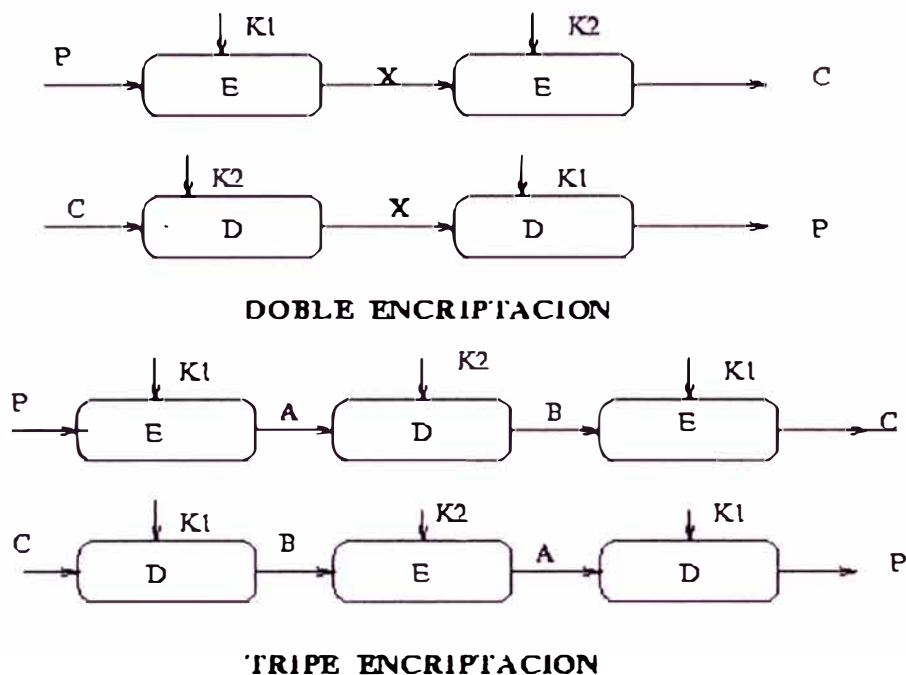 K1 K2
P E X E C
K2 K1
C D X D P
DOBLE ENCRIPTACION
K1 K2 K1
P E A D B E C
K1 K2 K1
C D B E A D P
TRIPE ENCRIPTACION